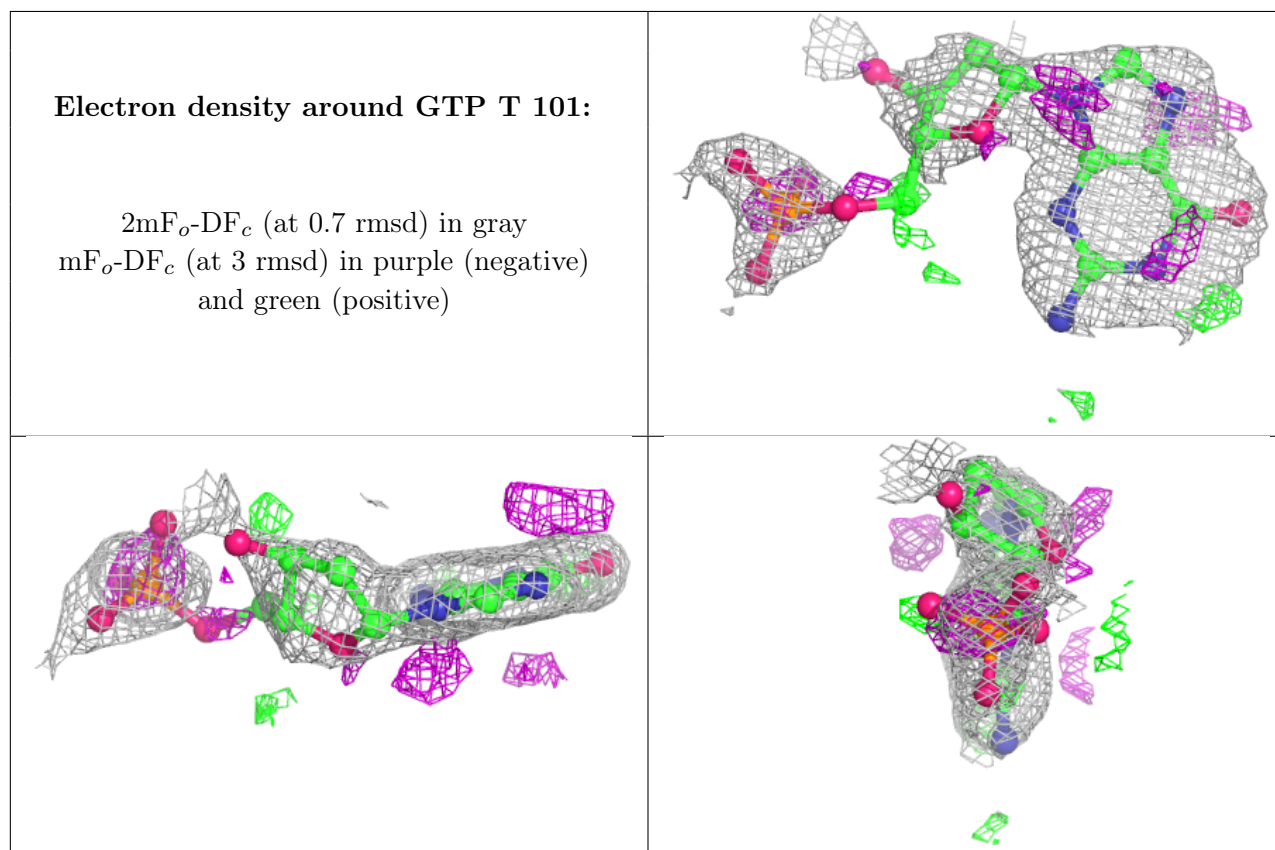 Electron density around GTP T 101:
2mFo-DFc (at 0.7 rmsd) in gray
mFo-DFc (at 3 rmsd) in purple (negative)
and green (positive)